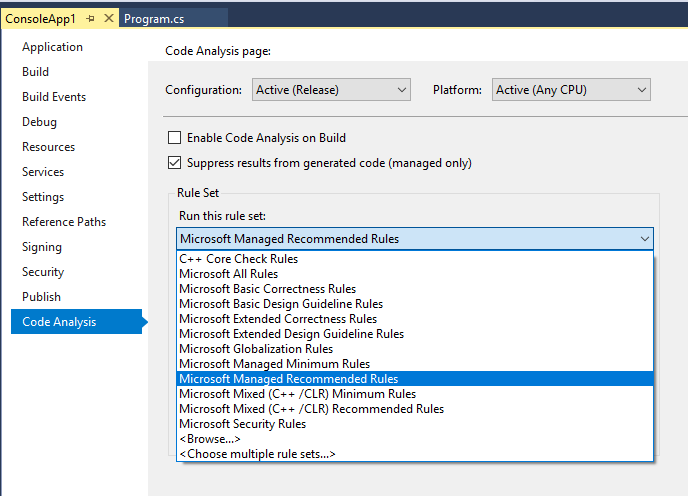 ConsoleApp1 Program.cs
Application
Build
Build Events
Debug
Resources
Services
Settings
Reference Paths
Signing
Security
Publish
Code Analysis
Code Analysis page:
Configuration: Active (Release) Platform: Active (Any CPU)
Enable Code Analysis on Build
Suppress results from generated code (managed only)
Rule Set
Run this rule set:
Microsoft Managed Recommended Rules
C++ Core Check Rules
Microsoft All Rules
Microsoft Basic Correctness Rules
Microsoft Basic Design Guideline Rules
Microsoft Extended Correctness Rules
Microsoft Extended Design Guideline Rules
Microsoft Globalization Rules
Microsoft Managed Minimum Rules
Microsoft Managed Recommended Rules
Microsoft Mixed (C++ /CLR) Minimum Rules
Microsoft Mixed (C++ /CLR) Recommended Rules
Microsoft Security Rules
<Browse...>
<Choose multiple rule sets...>